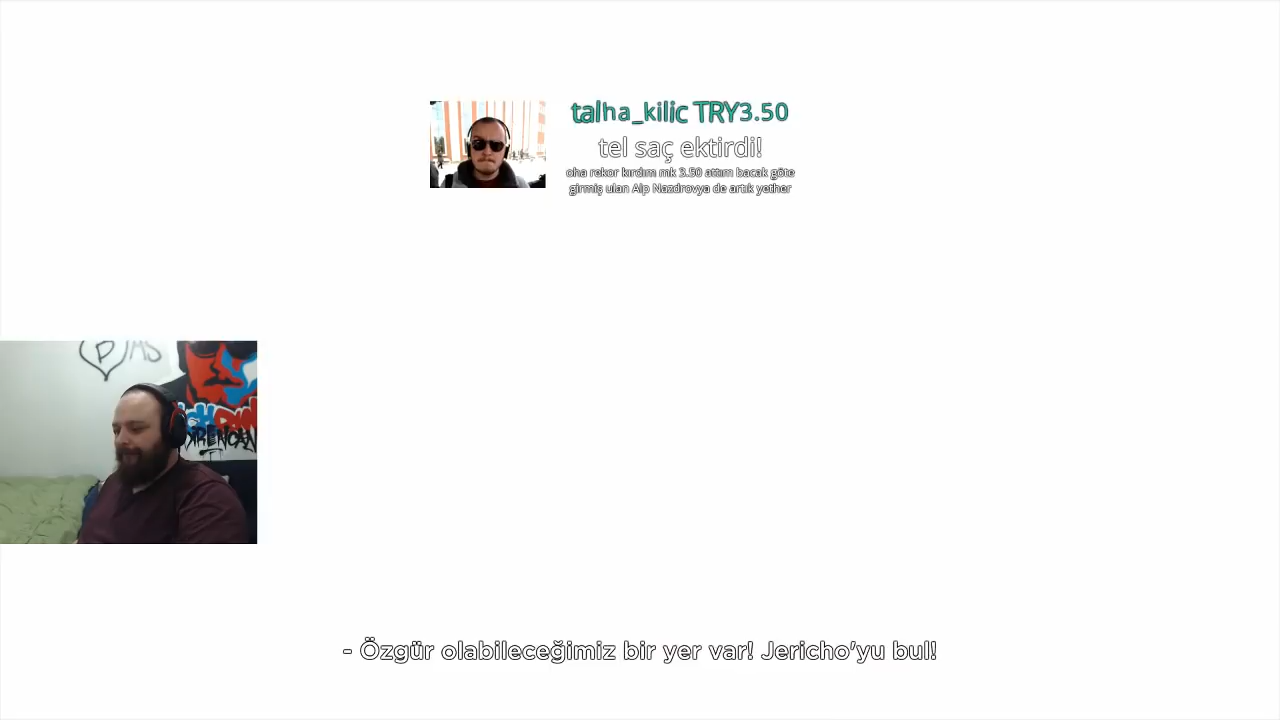 talha_kilic TRY3.50
tel saç ektirdi!
oha rekor kırdım mk 3.50 attım bacak göte
girmiş ulan Alp Nazdrovya de artık yether
P
- Özgür olabileceğimiz bir yer var! Jericho'yu bul!